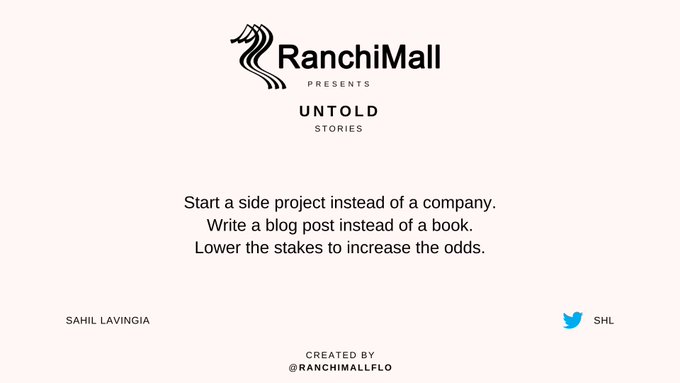 RanchiMall
PRESENTS
UNTOLD
STORIES
Start a side project instead of a company.
Write a blog post instead of a book.
Lower the stakes to increase the odds.
SAHIL LAVINGIA
SHL
CREATED BY
@RANCHIMALLFLO